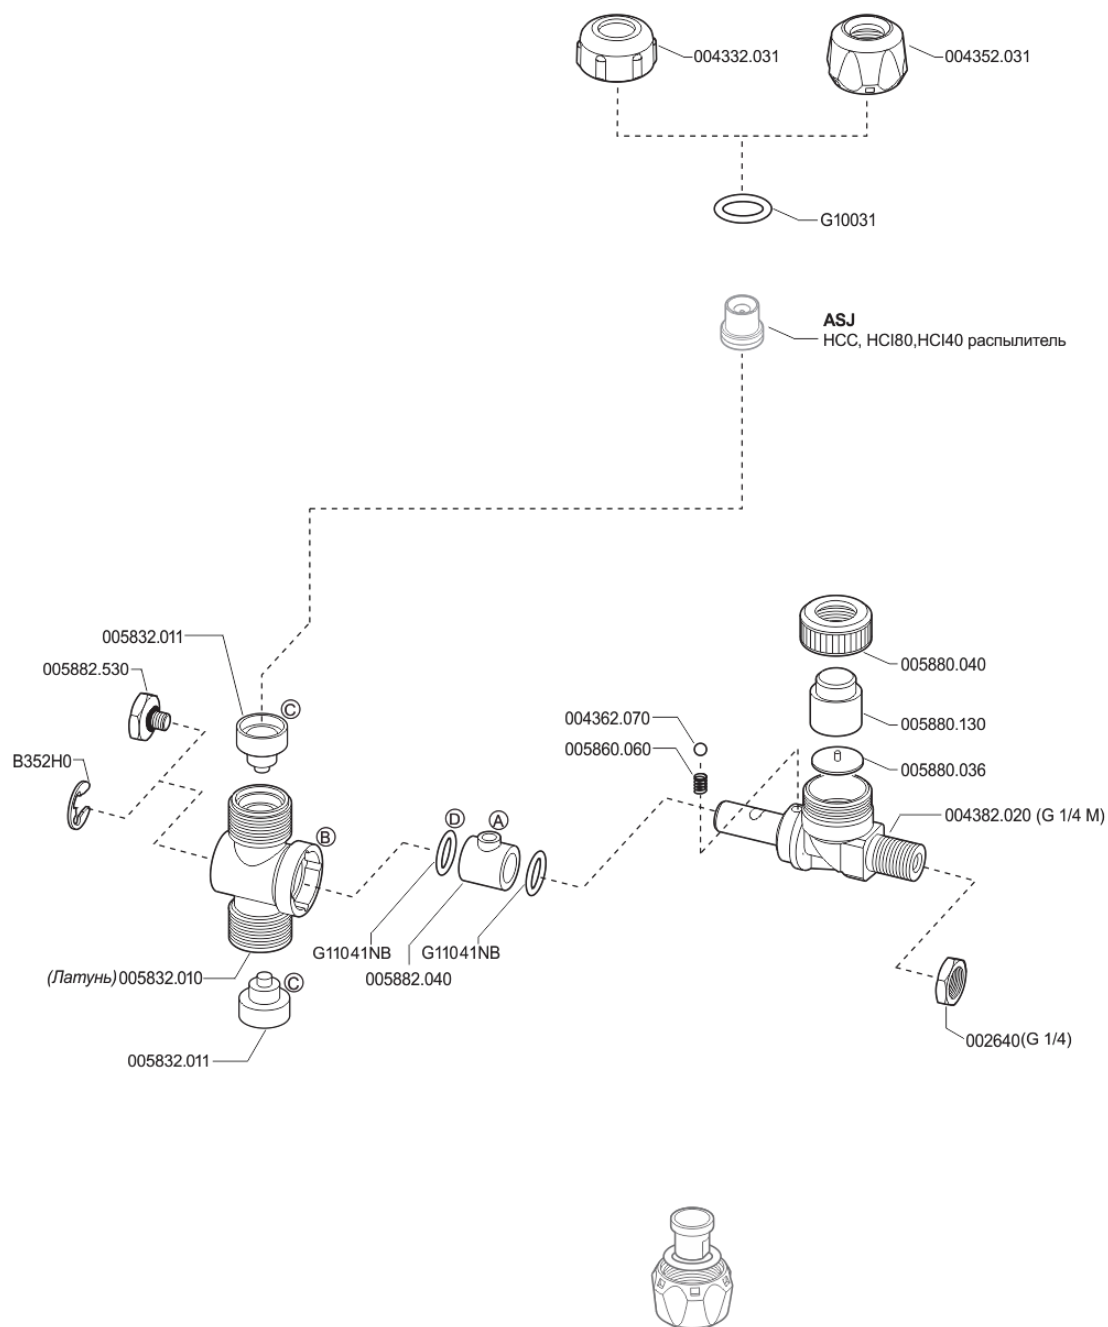 004332.031
004352.031
G10031
ASJ
HCC, HCI80,HCI40 распылитель
005832.011
005882.530
C
B352H0
005880.040
004362.070
005880.130
005860.060
005880.036
004382.020 (G 1/4 M)
B
D
A
G11041NB
G11041NB
(Латунь) 005832.010
005882.040
C
002640(G 1/4)
005832.011